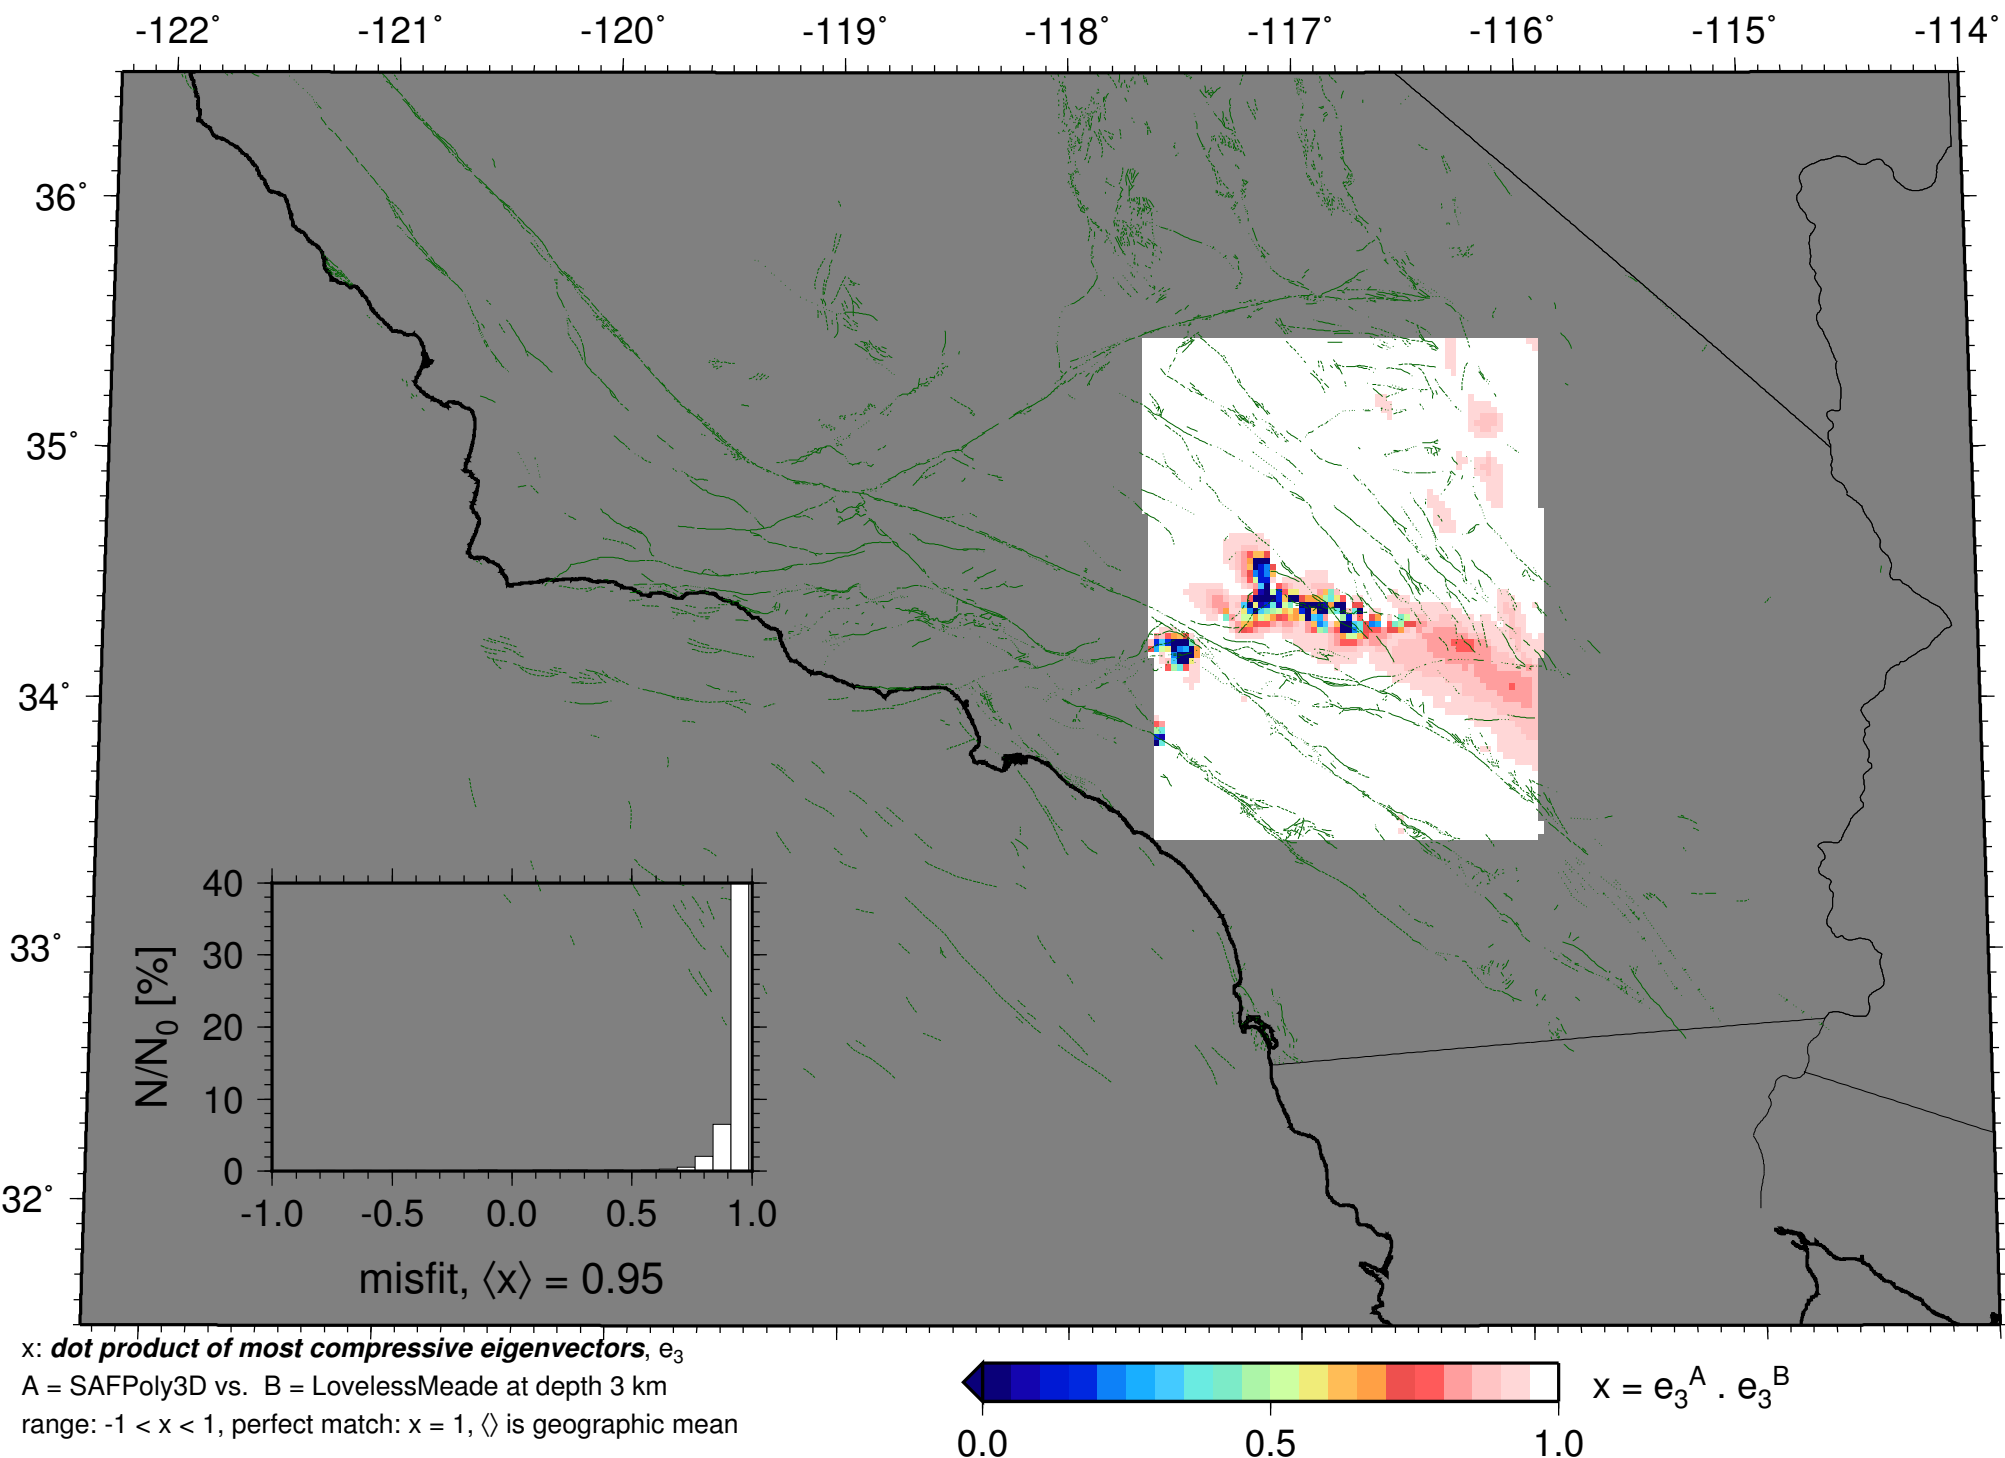 -122˚ -121˚ -120˚ -119˚ -118˚ -117˚ -116˚ -115˚ -114˚
36˚
35˚
34˚
33˚
32˚
40
30
20
10
0
N/N0 [%]
-1.0 -0.5 0.0 0.5 1.0
misfit, ⟨x⟩ = 0.95
x: dot product of most compressive eigenvectors, e3
A = SAFPoly3D vs. B = LovelessMeade at depth 3 km
range: -1 < x < 1, perfect match: x = 1, ⟨⟩ is geographic mean
0.0 0.5 1.0
x = e3^A . e3^B